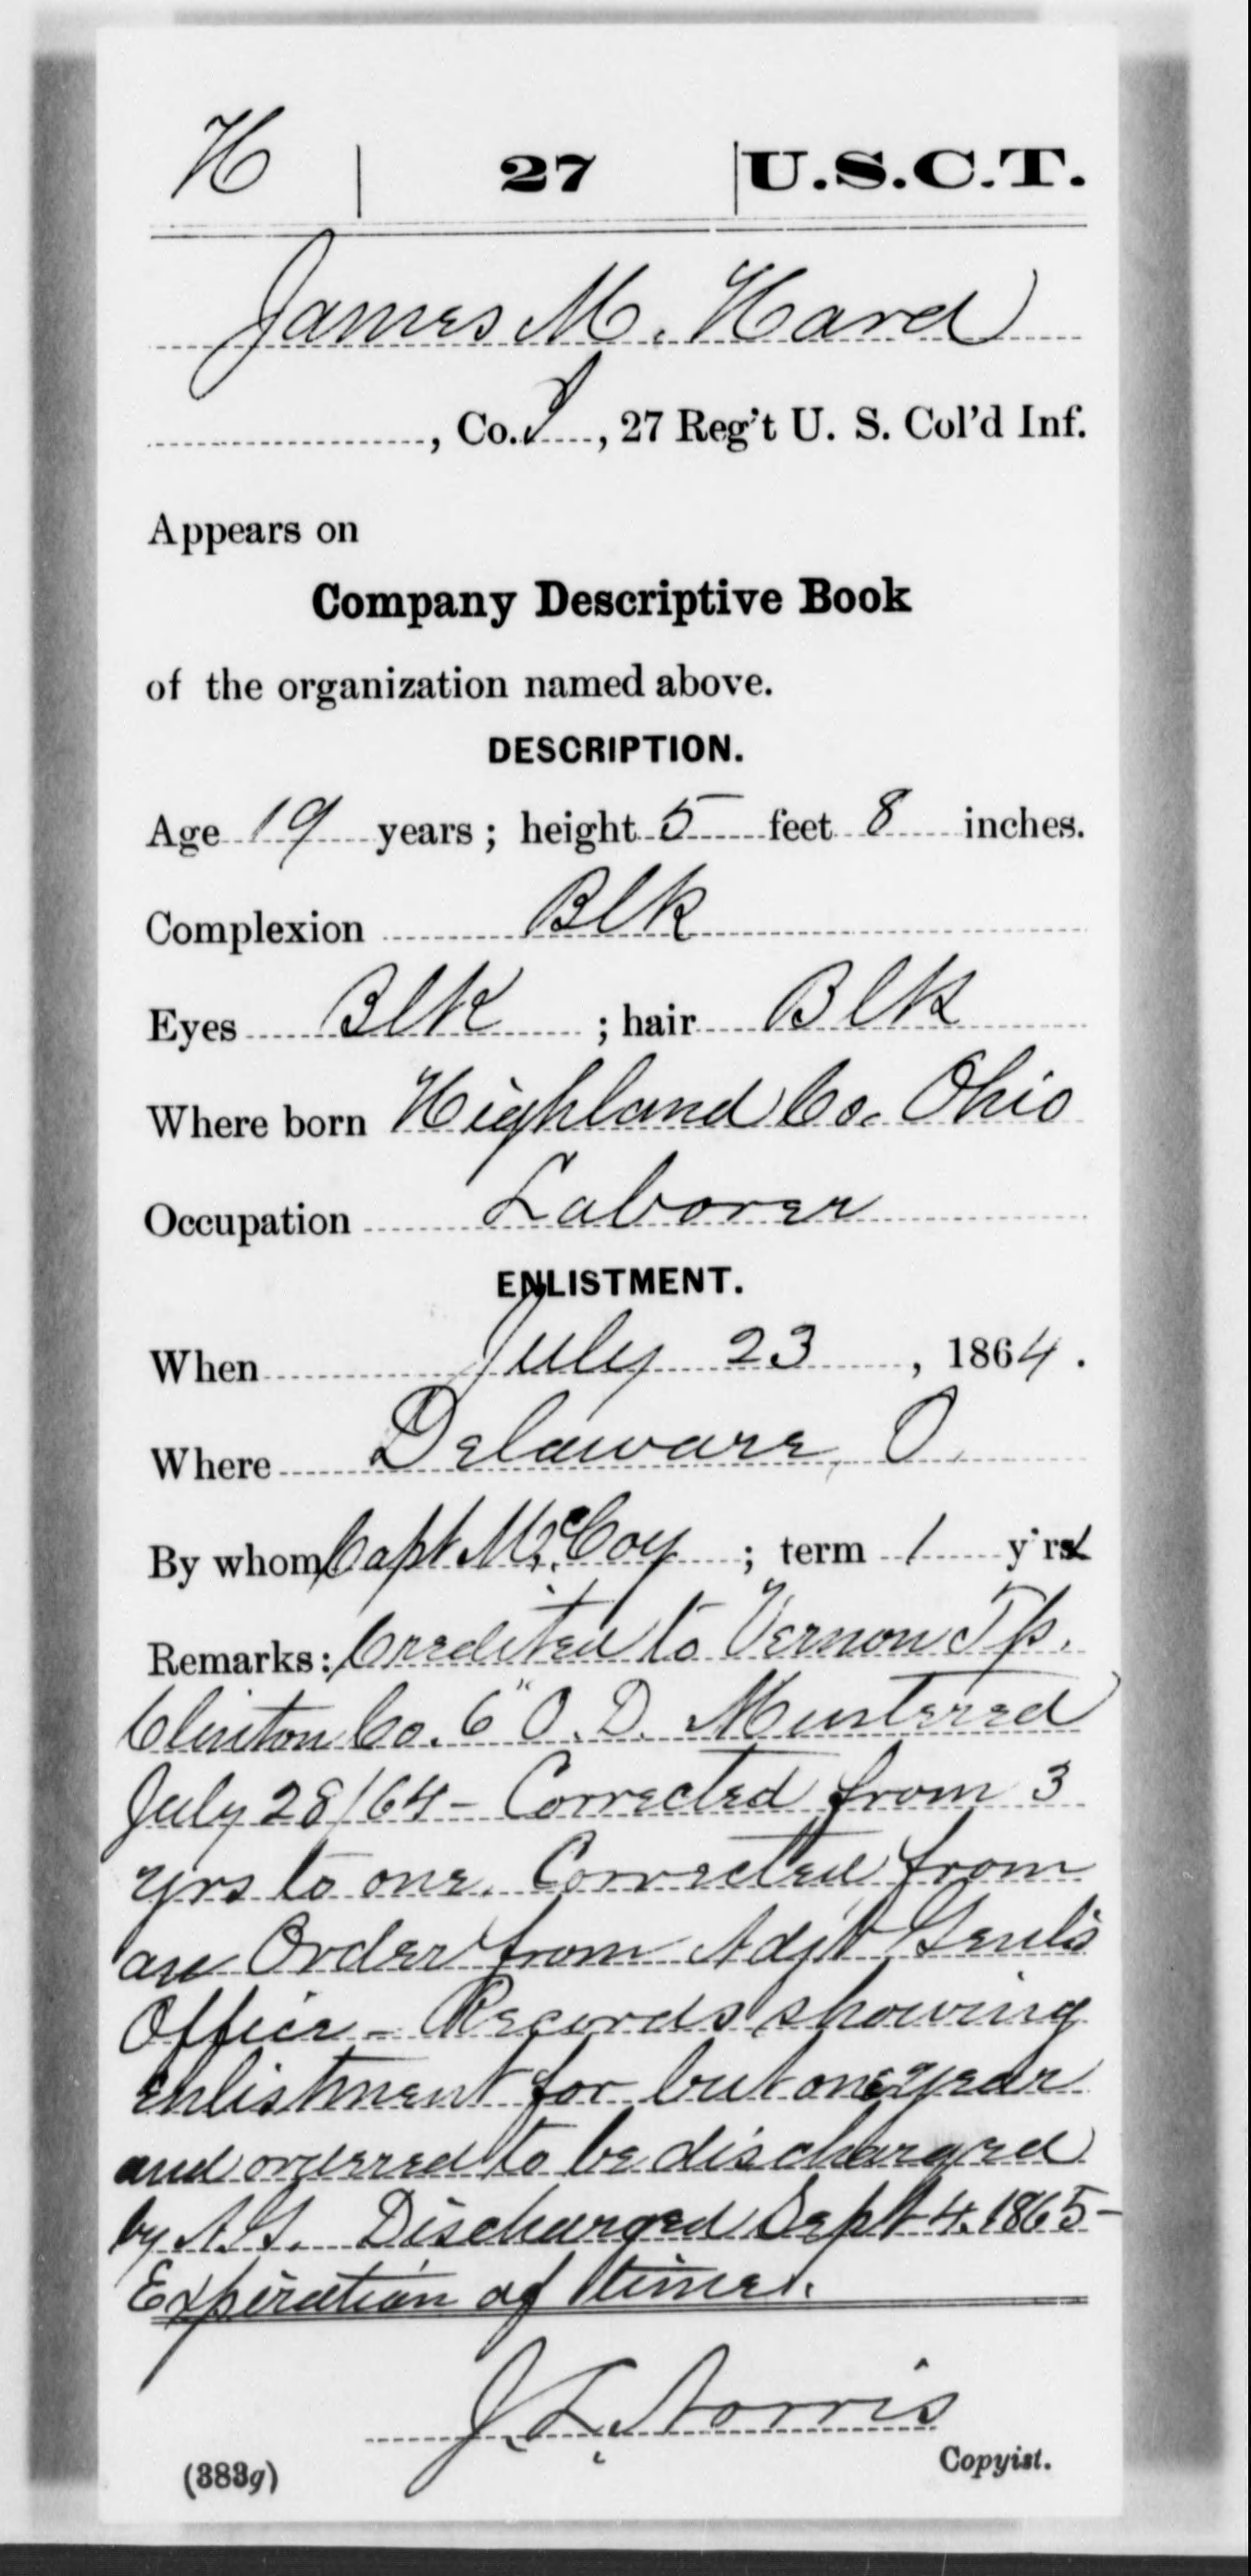 H | 27 | U.S.C.T.
James M. Hard
, Co. I, 27 Reg't U. S. Col'd Inf.
Appears on
Company Descriptive Book
of the organization named above.
DESCRIPTION.
Age 19 years; height 5 feet 8 inches.
Complexion Blk
Eyes Blk; hair Blk
Where born Highland Co. Ohio
Occupation Laborer
ENLISTMENT.
When July 23, 1864.
Where Delaware, O.
By whom Capt McCoy; term 1 y'rs
Remarks: Credited to Vernon Tp.
Clinton Co. 6" O. D. Mustered
July 28/64 - Corrected from 3
yrs to one. Corrected from
an Order from Adjt Genl's
Office - Records showing
enlistment for but one year
and orderred to be discharged
by A.G. Discharged Sept 4. 1865 -
Expiration of time.
J. L. Norris
Copyist.
(383g)